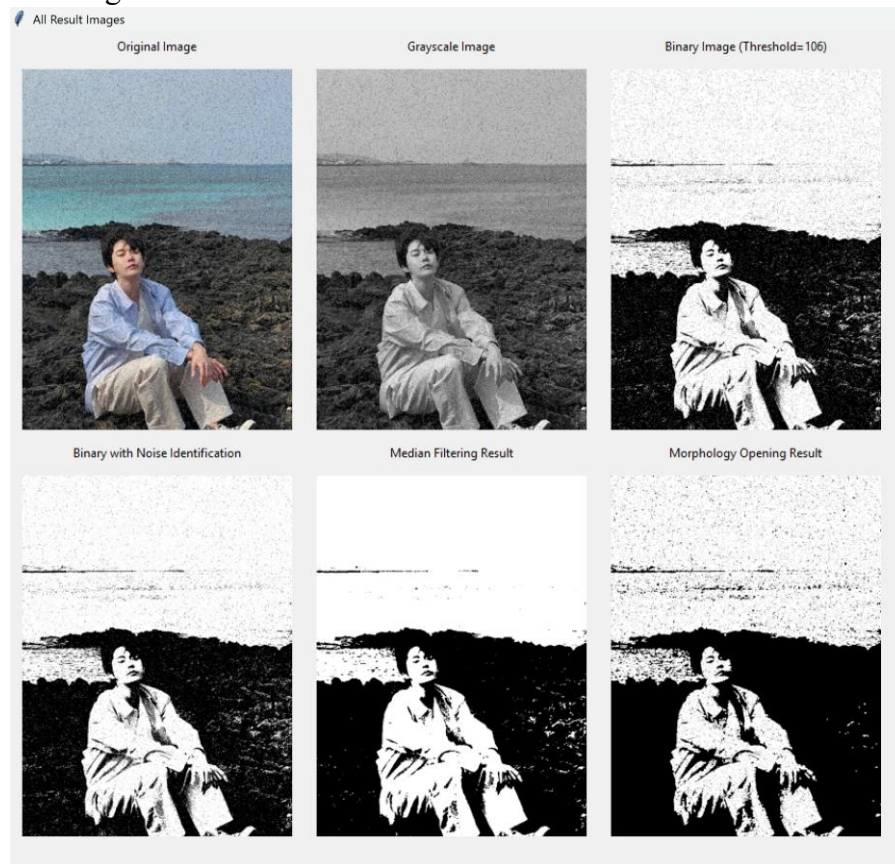 All Result Images
Original Image
Grayscale Image
Binary Image (Threshold=106)
Binary with Noise Identification
Median Filtering Result
Morphology Opening Result